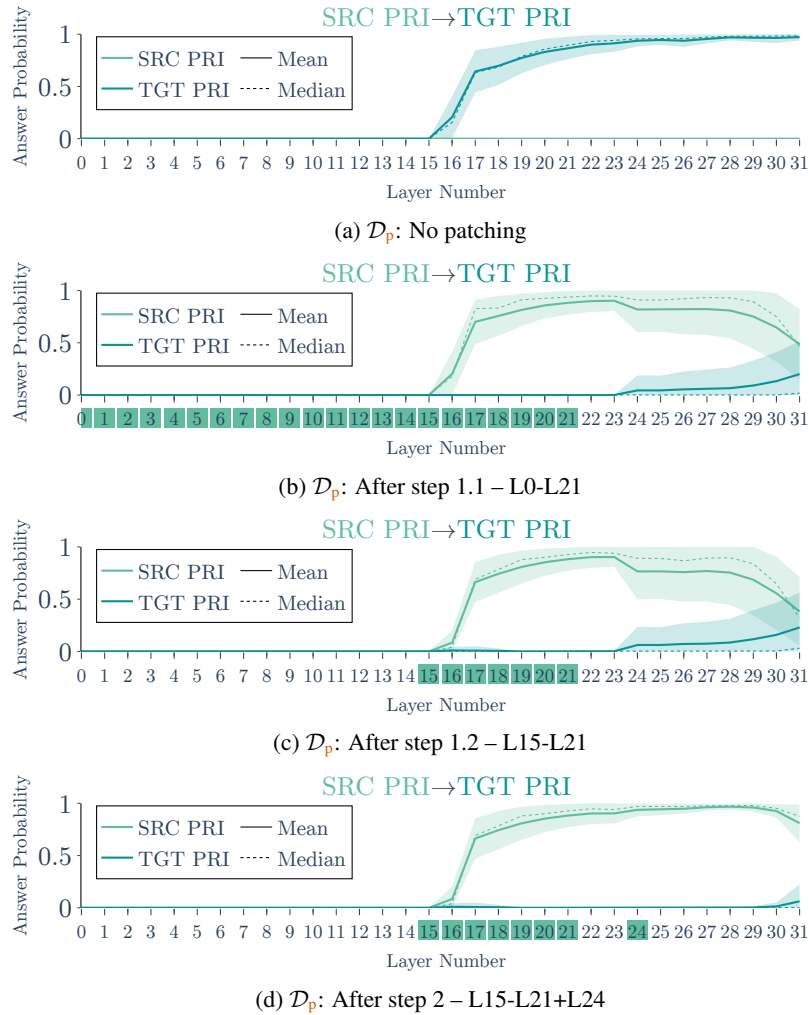 SRC PRI→TGT PRI
Answer Probability
1
0.5
0
SRC PRI Mean
TGT PRI Median
0 1 2 3 4 5 6 7 8 9 10 11 12 13 14 15 16 17 18 19 20 21 22 23 24 25 26 27 28 29 30 31
Layer Number
(a) 𝒟p: No patching
SRC PRI→TGT PRI
Answer Probability
1
0.5
0
SRC PRI Mean
TGT PRI Median
0 1 2 3 4 5 6 7 8 9 10 11 12 13 14 15 16 17 18 19 20 21 22 23 24 25 26 27 28 29 30 31
Layer Number
(b) 𝒟p: After step 1.1 – L0-L21
SRC PRI→TGT PRI
Answer Probability
1
0.5
0
SRC PRI Mean
TGT PRI Median
0 1 2 3 4 5 6 7 8 9 10 11 12 13 14 15 16 17 18 19 20 21 22 23 24 25 26 27 28 29 30 31
Layer Number
(c) 𝒟p: After step 1.2 – L15-L21
SRC PRI→TGT PRI
Answer Probability
1
0.5
0
SRC PRI Mean
TGT PRI Median
0 1 2 3 4 5 6 7 8 9 10 11 12 13 14 15 16 17 18 19 20 21 22 23 24 25 26 27 28 29 30 31
Layer Number
(d) 𝒟p: After step 2 – L15-L21+L24